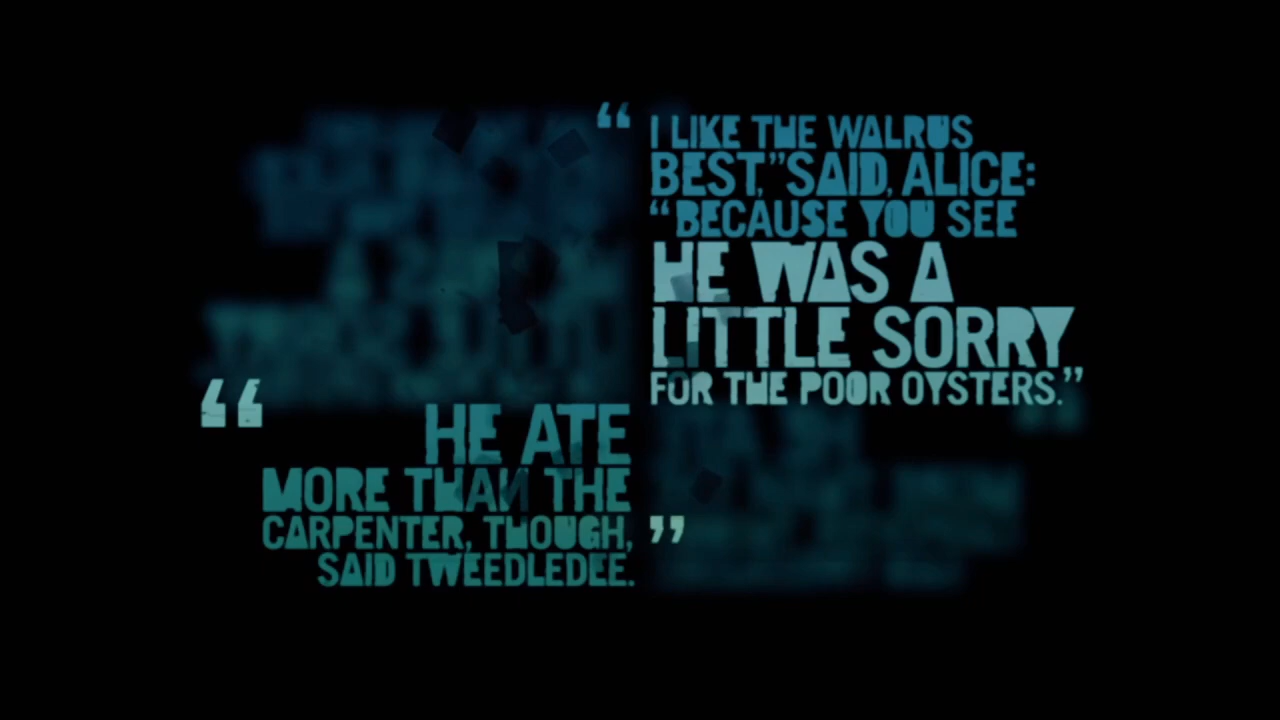 “ I LIKE THE WALRUS
BEST,” SAID, ALICE:
“ BECAUSE YOU SEE
HE WAS A
LITTLE SORRY
FOR THE POOR OYSTERS.”
“ HE ATE
MORE THAN THE
CARPENTER, THOUGH, ”
SAID TWEEDLEDEE.